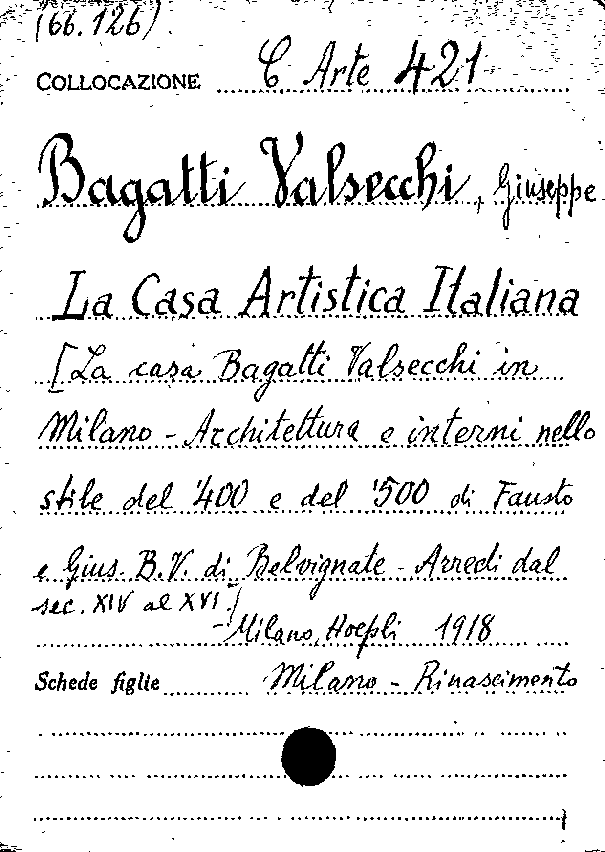 (66.126).
COLLOCAZIONE C Arte 421
Bagatti Valsecchi, Giuseppe
La Casa Artistica Italiana
[La casa Bagatti Valsecchi in
Milano - Architettura e interni nello
stile del '400 e del '500 di Fausto
e Gius. B.V. di Belvignate - Arredi dal
sec. XIV al XVI]
- Milano, Hoepli 1918
Schede figlie Milano - Rinascimento